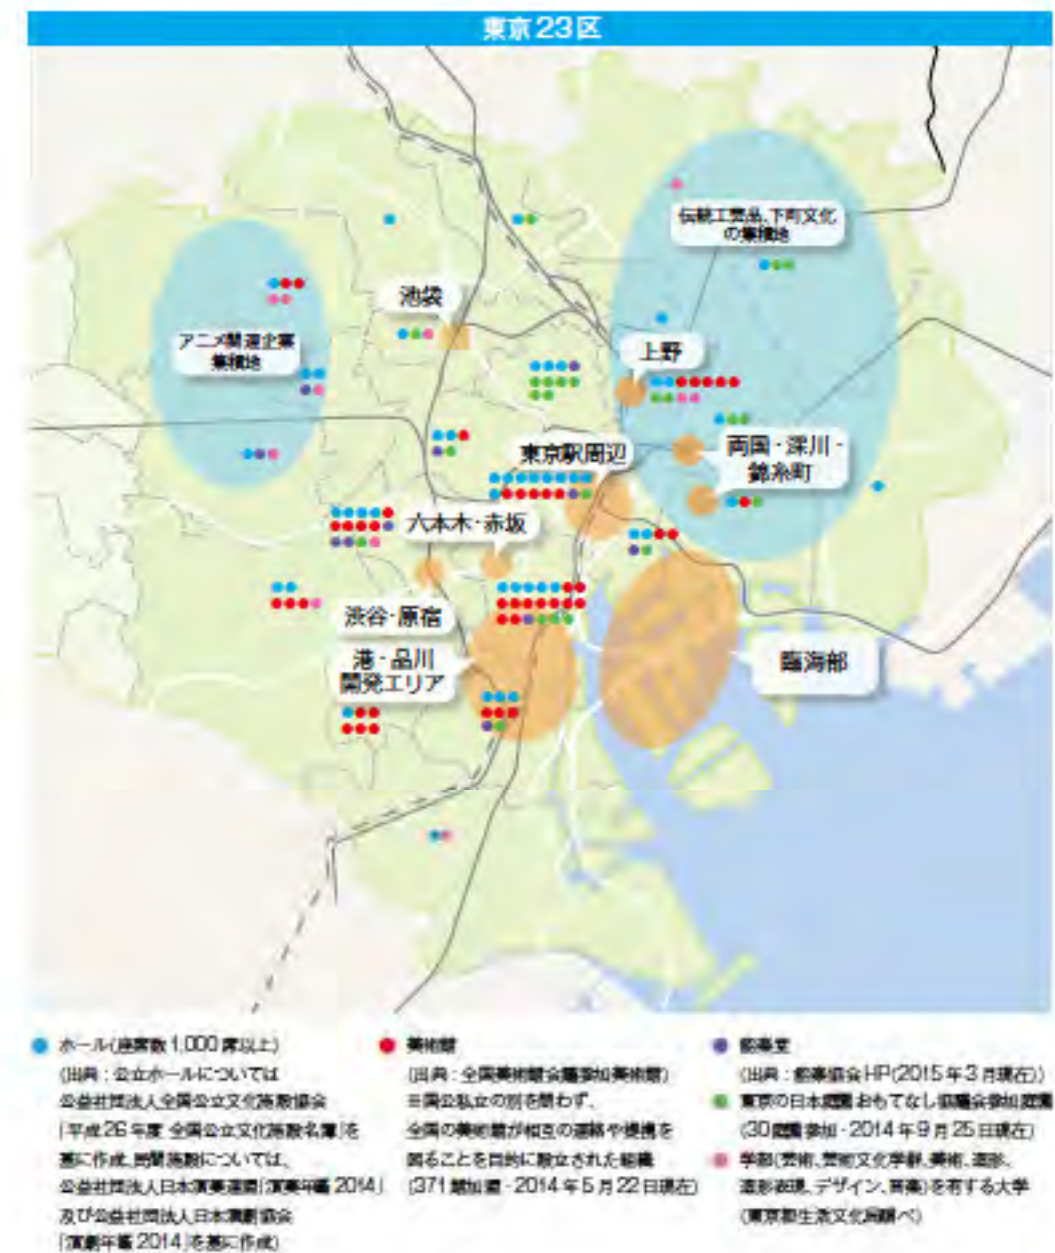 東京23区
伝統工芸品、下町文化
の集積地
池袋
アニメ関連企業
集積地
上野
東京駅周辺
両国・深川・
錦糸町
六本木・赤坂
渋谷・原宿
港・品川
開発エリア
臨海部
ホール(座席数1,000席以上)
(出典:公立ホールについては
公益社団法人全国公立文化施設協会
「平成26年度 全国公立文化施設名簿」を
基に作成、民間施設については、
公益社団法人日本演奏連盟「演奏年鑑2014」
及び公益社団法人日本演劇協会
「演劇年鑑2014」を基に作成)
美術館
(出典:全国美術館会議参加美術館)
※国公私立の別を問わず、
全国の美術館が相互の連絡や提携を
図ることを目的に設立された組織
(371館加盟・2014年5月22日現在)
能楽堂
(出典:能楽協会HP(2015年3月現在))
東京の日本庭園おもてなし協議会参加庭園
(30庭園参加・2014年9月25日現在)
学部(芸術、芸術文化学群、美術、造形、
造形表現、デザイン、音楽)を有する大学
(東京都生活文化局調べ)